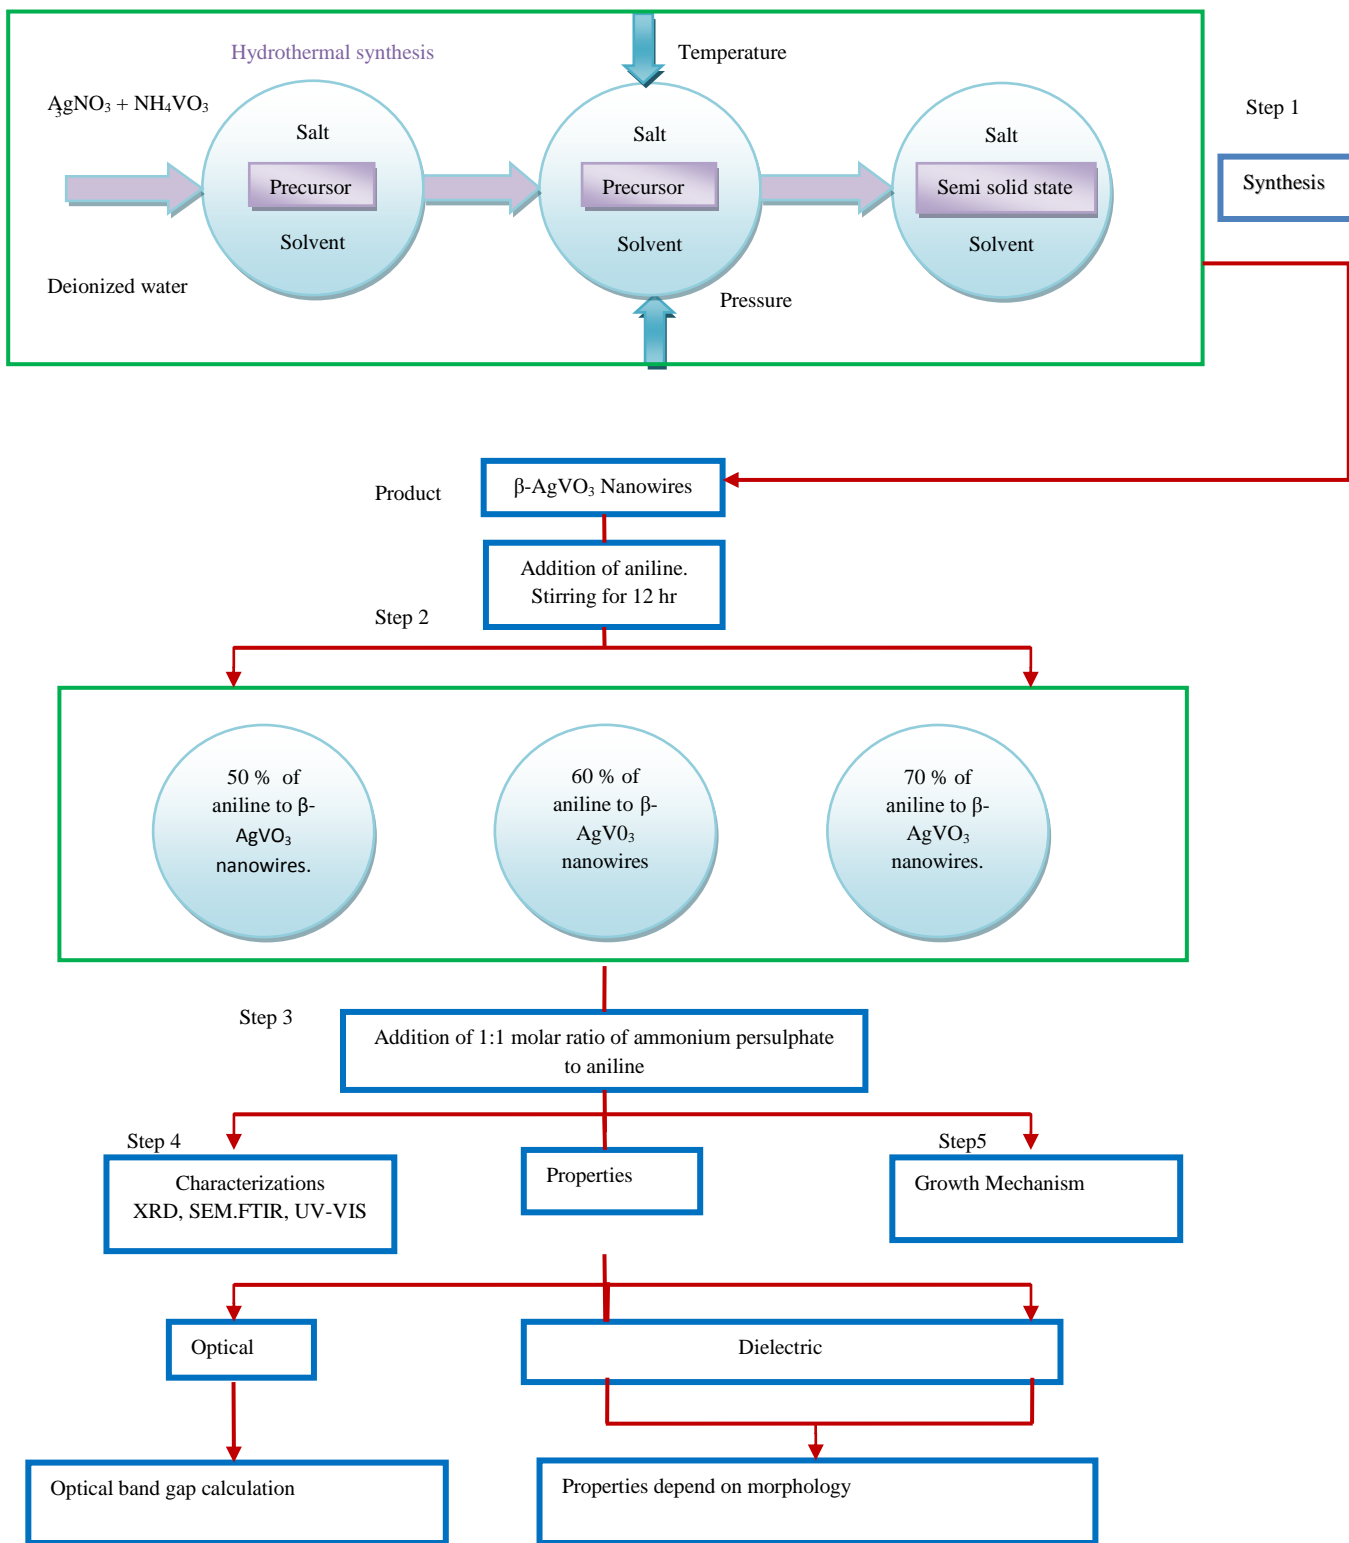 Hydrothermal synthesis
Temperature
AgNO₃ + NH₄VO₃
3
Step 1
Salt
Precursor
Solvent
Salt
Precursor
Solvent
Salt
Semi solid state
Solvent
Synthesis
Deionized water
Pressure
Product
β-AgVO₃ Nanowires
Addition of aniline.
Stirring for 12 hr
Step 2
50 % of
aniline to β-
AgVO₃
nanowires.
60 % of
aniline to β-
AgV0₃
nanowires
70 % of
aniline to β-
AgVO₃
nanowires.
Step 3
Addition of 1:1 molar ratio of ammonium persulphate
to aniline
Step 4
Characterizations
XRD, SEM.FTIR, UV-VIS
Properties
Step5
Growth Mechanism
Optical
Dielectric
Optical band gap calculation
Properties depend on morphology